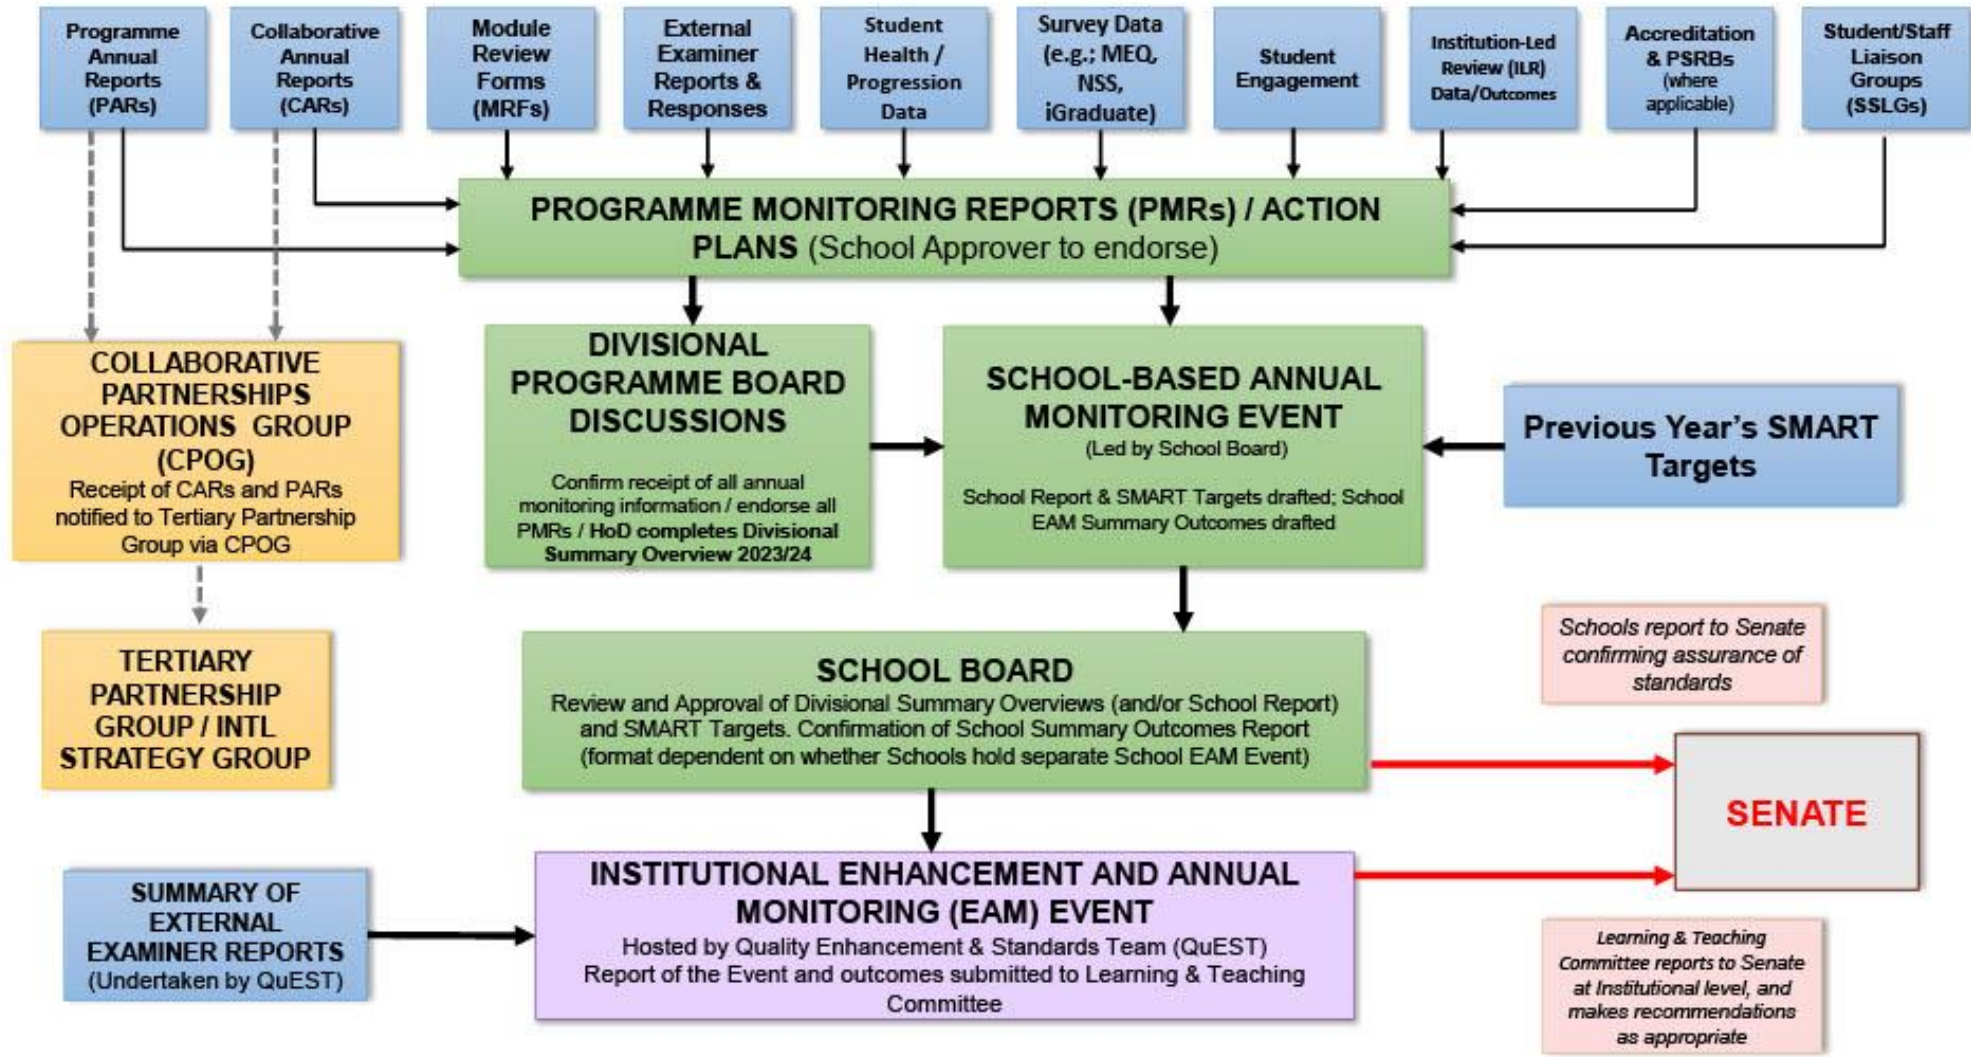 Programme
Annual
Reports
(PARs)
Collaborative
Annual
Reports
(CARs)
Module
Review
Forms
(MRFs)
External
Examiner
Reports &
Responses
Student
Health /
Progression
Data
Survey Data
(e.g.; MEQ,
NSS,
iGraduate)
Student
Engagement
Institution-Led
Review (ILR)
Data/Outcomes
Accreditation
& PSRBs
(where
applicable)
Student/Staff
Liaison
Groups
(SSLGs)
PROGRAMME MONITORING REPORTS (PMRs) / ACTION
PLANS (School Approver to endorse)
COLLABORATIVE
PARTNERSHIPS
OPERATIONS GROUP
(CPOG)
Receipt of CARs and PARs
notified to Tertiary Partnership
Group via CPOG
DIVISIONAL
PROGRAMME BOARD
DISCUSSIONS
Confirm receipt of all annual
monitoring information / endorse all
PMRs / HoD completes Divisional
Summary Overview 2023/24
SCHOOL-BASED ANNUAL
MONITORING EVENT
(Led by School Board)
School Report & SMART Targets drafted; School
EAM Summary Outcomes drafted
Previous Year's SMART
Targets
TERTIARY
PARTNERSHIP
GROUP / INTL
STRATEGY GROUP
SCHOOL BOARD
Review and Approval of Divisional Summary Overviews (and/or School Report)
and SMART Targets. Confirmation of School Summary Outcomes Report
(format dependent on whether Schools hold separate School EAM Event)
Schools report to Senate
confirming assurance of
standards
SENATE
SUMMARY OF
EXTERNAL
EXAMINER REPORTS
(Undertaken by QuEST)
INSTITUTIONAL ENHANCEMENT AND ANNUAL
MONITORING (EAM) EVENT
Hosted by Quality Enhancement & Standards Team (QuEST)
Report of the Event and outcomes submitted to Learning & Teaching
Committee
Learning & Teaching
Committee reports to Senate
at Institutional level, and
makes recommendations
as appropriate